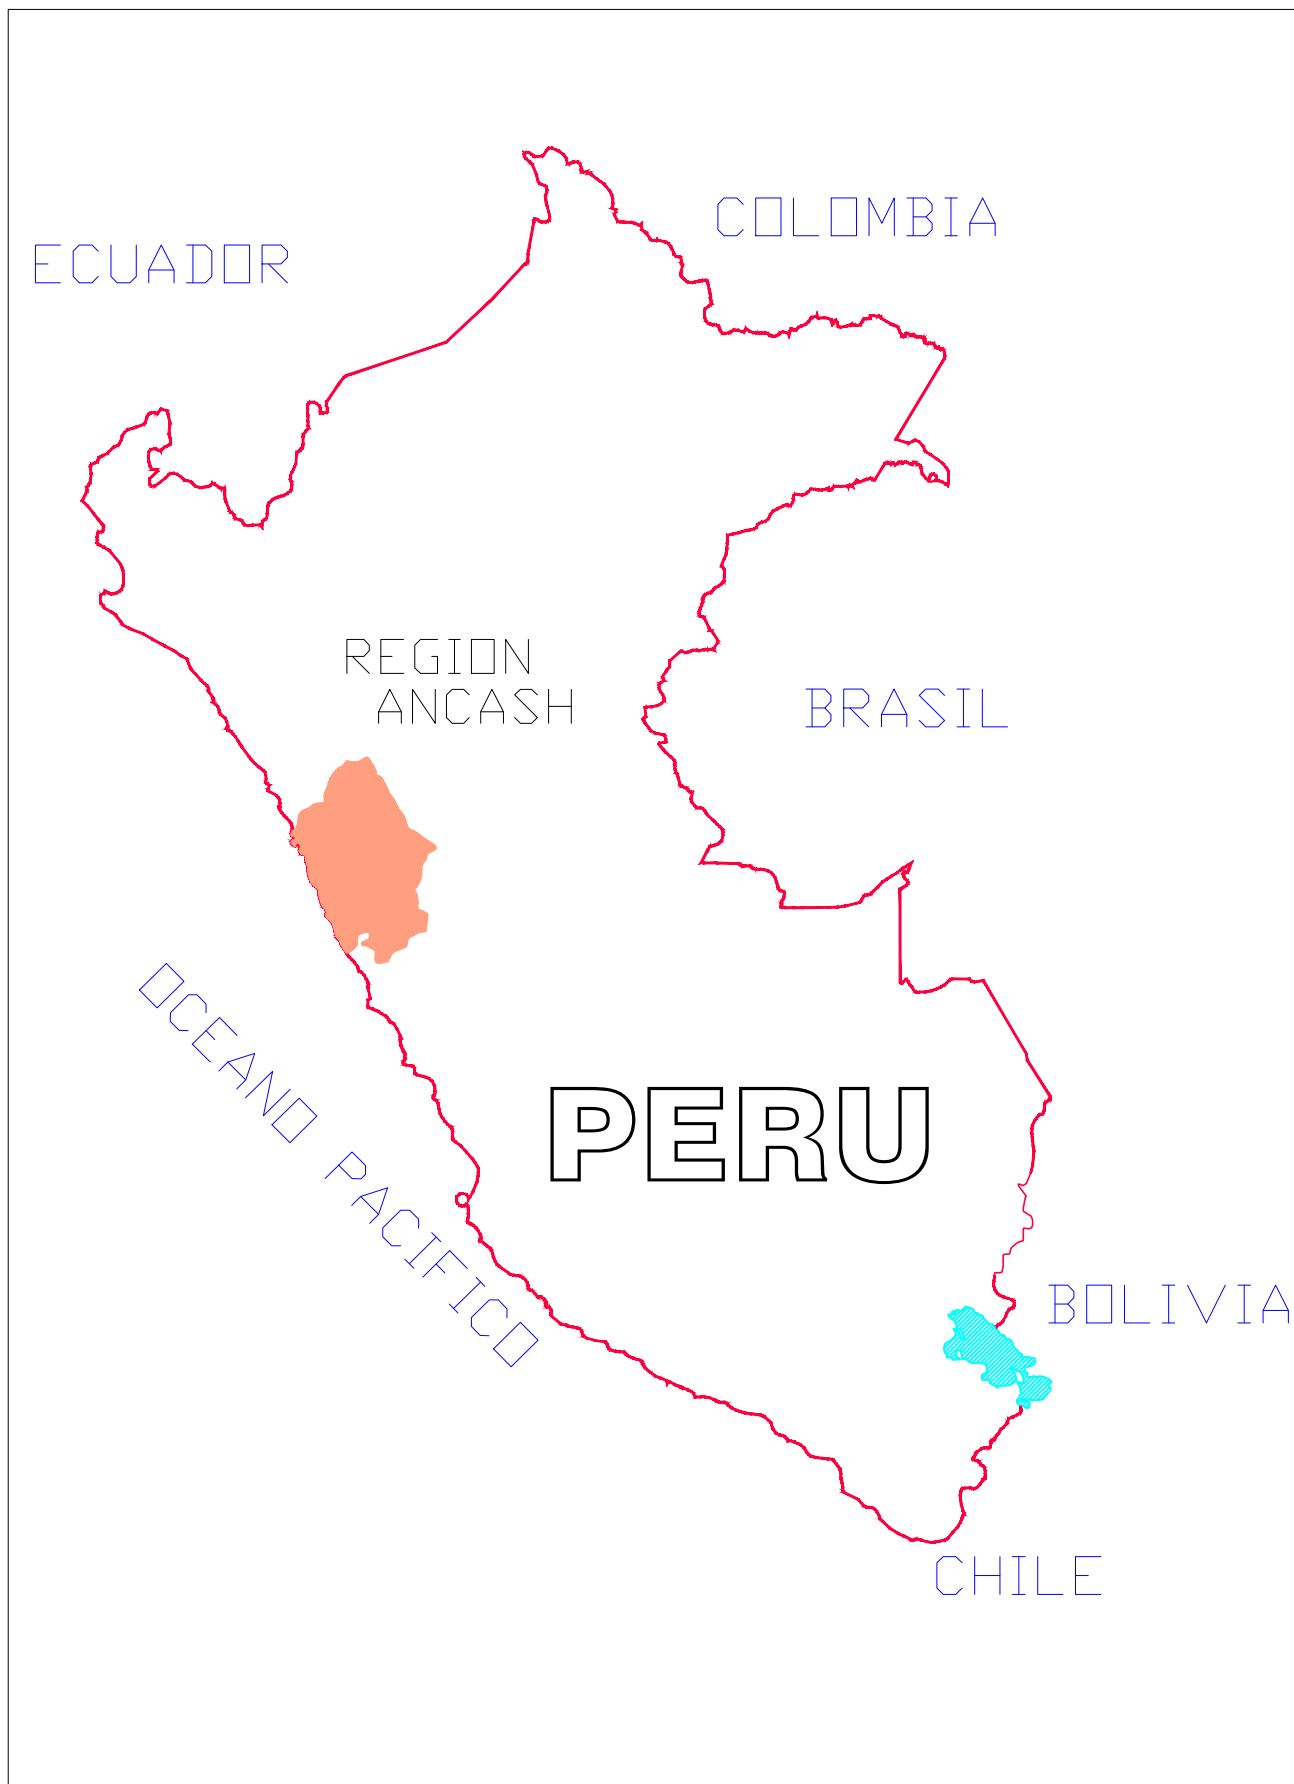 COLOMBIA
ECUADOR
REGION
ANCASH
BRASIL
OCEANO PACIFICO
PERU
BOLIVIA
CHILE